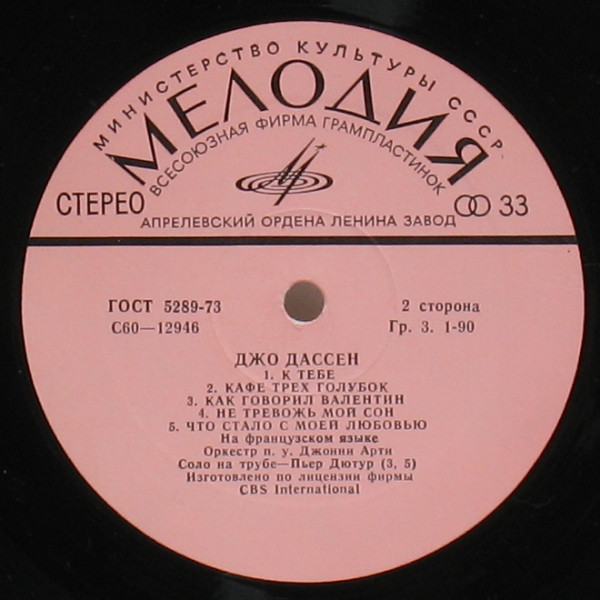 МИНИСТЕРСТВО КУЛЬТУРЫ СССР
МЕЛОДИЯ
ВСЕСОЮЗНАЯ ФИРМА ГРАМПЛАСТИНОК
СТЕРЕО
33
АПРЕЛЕВСКИЙ ОРДЕНА ЛЕНИНА ЗАВОД
ГОСТ 5289-73
2 сторона
С60—12946
Гр. 3. 1-90
ДЖО ДАССЕН
1. К ТЕБЕ
2. КАФЕ ТРЕХ ГОЛУБОК
3. КАК ГОВОРИЛ ВАЛЕНТИН
4. НЕ ТРЕВОЖЬ МОЙ СОН
5. ЧТО СТАЛО С МОЕЙ ЛЮБОВЬЮ
На французском языке
Оркестр п. у. Джонни Арти
Соло на трубе—Пьер Дютур (3, 5)
Изготовлено по лицензии фирмы
CBS International